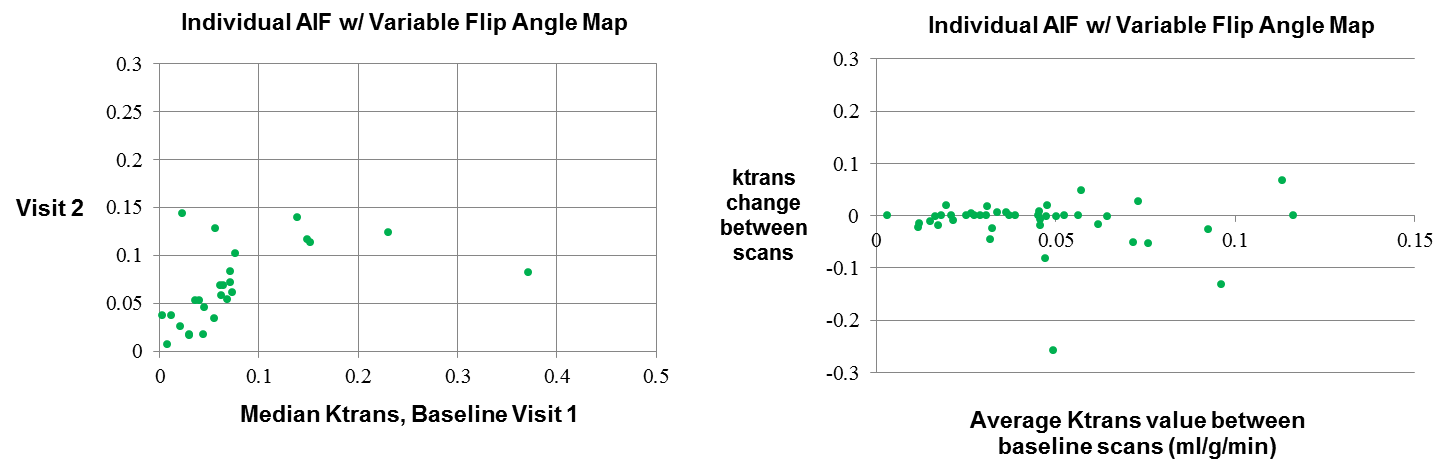 Individual AIF w/ Variable Flip Angle Map
0.3
0.25
0.2
0.15
0.1
0.05
0
Visit 2
0 0.1 0.2 0.3 0.4 0.5
Median Ktrans, Baseline Visit 1
Individual AIF w/ Variable Flip Angle Map
0.3
0.2
0.1
0
-0.1
-0.2
-0.3
ktrans
change
between
scans
0 0.05 0.1 0.15
Average Ktrans value between
baseline scans (ml/g/min)